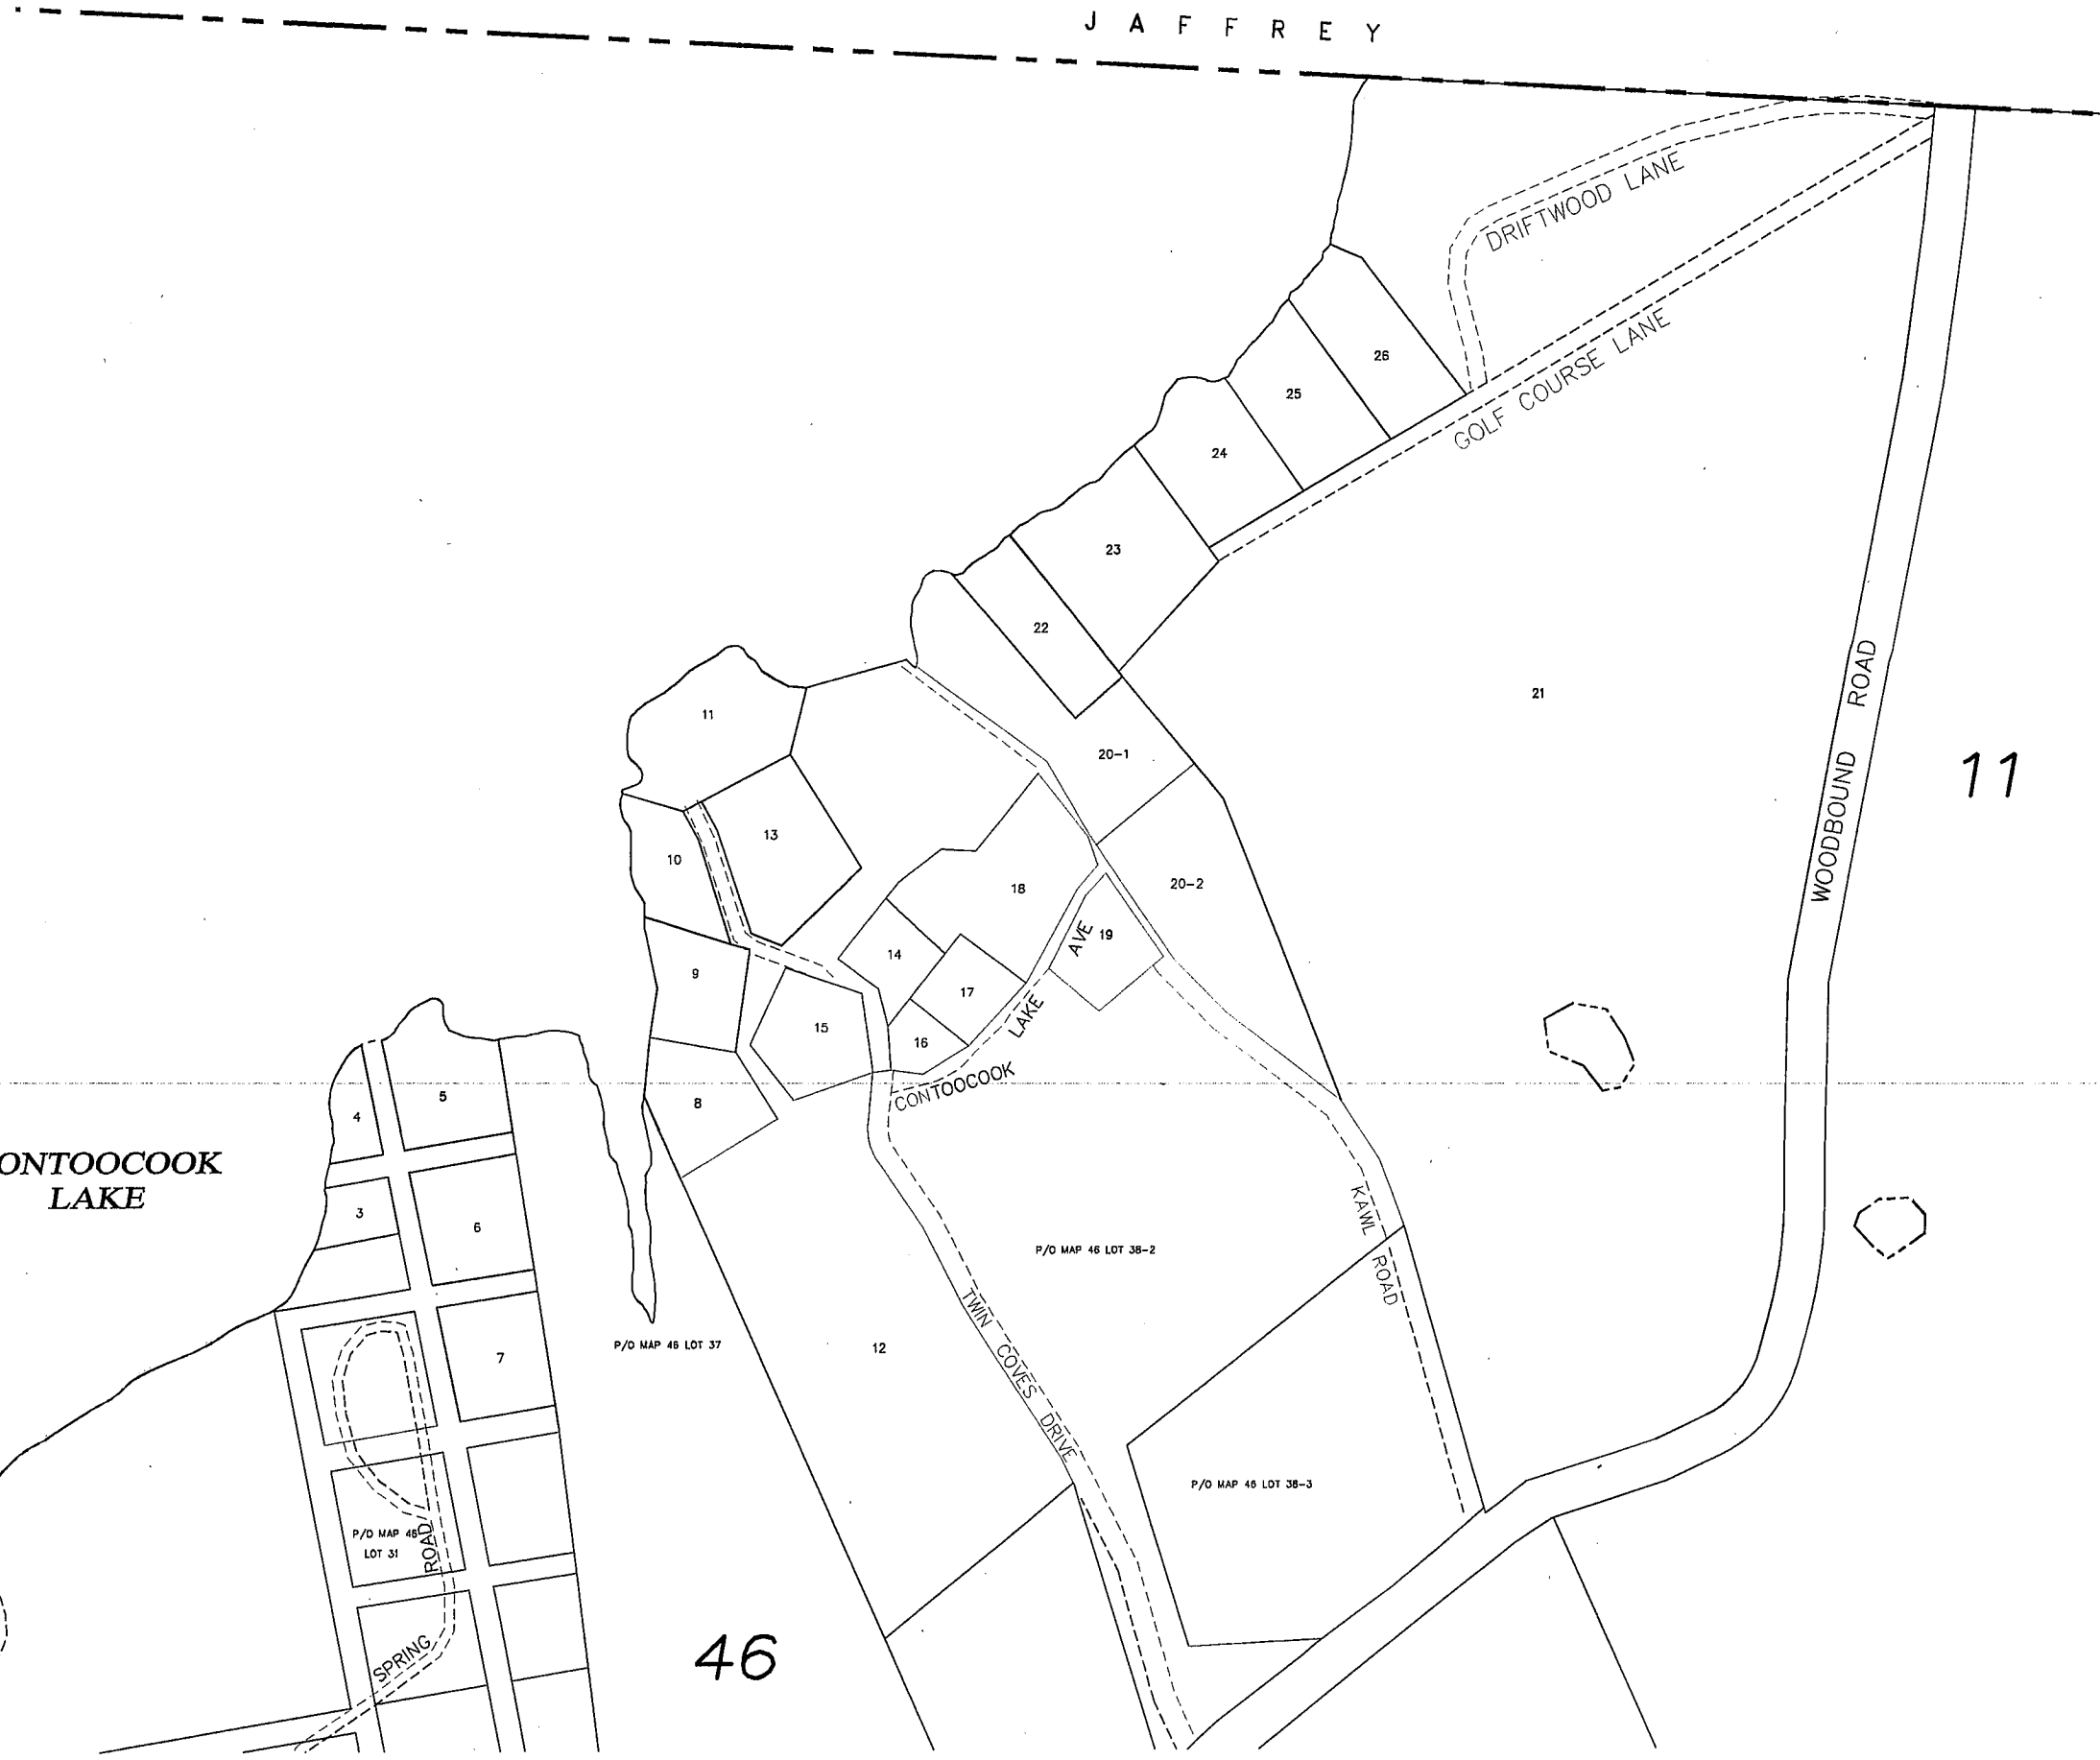 JAFFREY
DRIFTWOOD LANE
GOLF COURSE LANE
26
25
24
23
22
21
WOODBOUND ROAD
11
11
20-1
13
10
18
20-2
14
19
9
17
15
16
CONTOOCOOK LAKE AVE
5
4
8
ONTOOCOOK
LAKE
3
6
KAWL ROAD
P/O MAP 46 LOT 38-2
TWIN COVES DRIVE
P/O MAP 46 LOT 37
12
7
P/O MAP 46 LOT 38-3
P/O MAP 46
LOT 31
SPRING ROAD
46